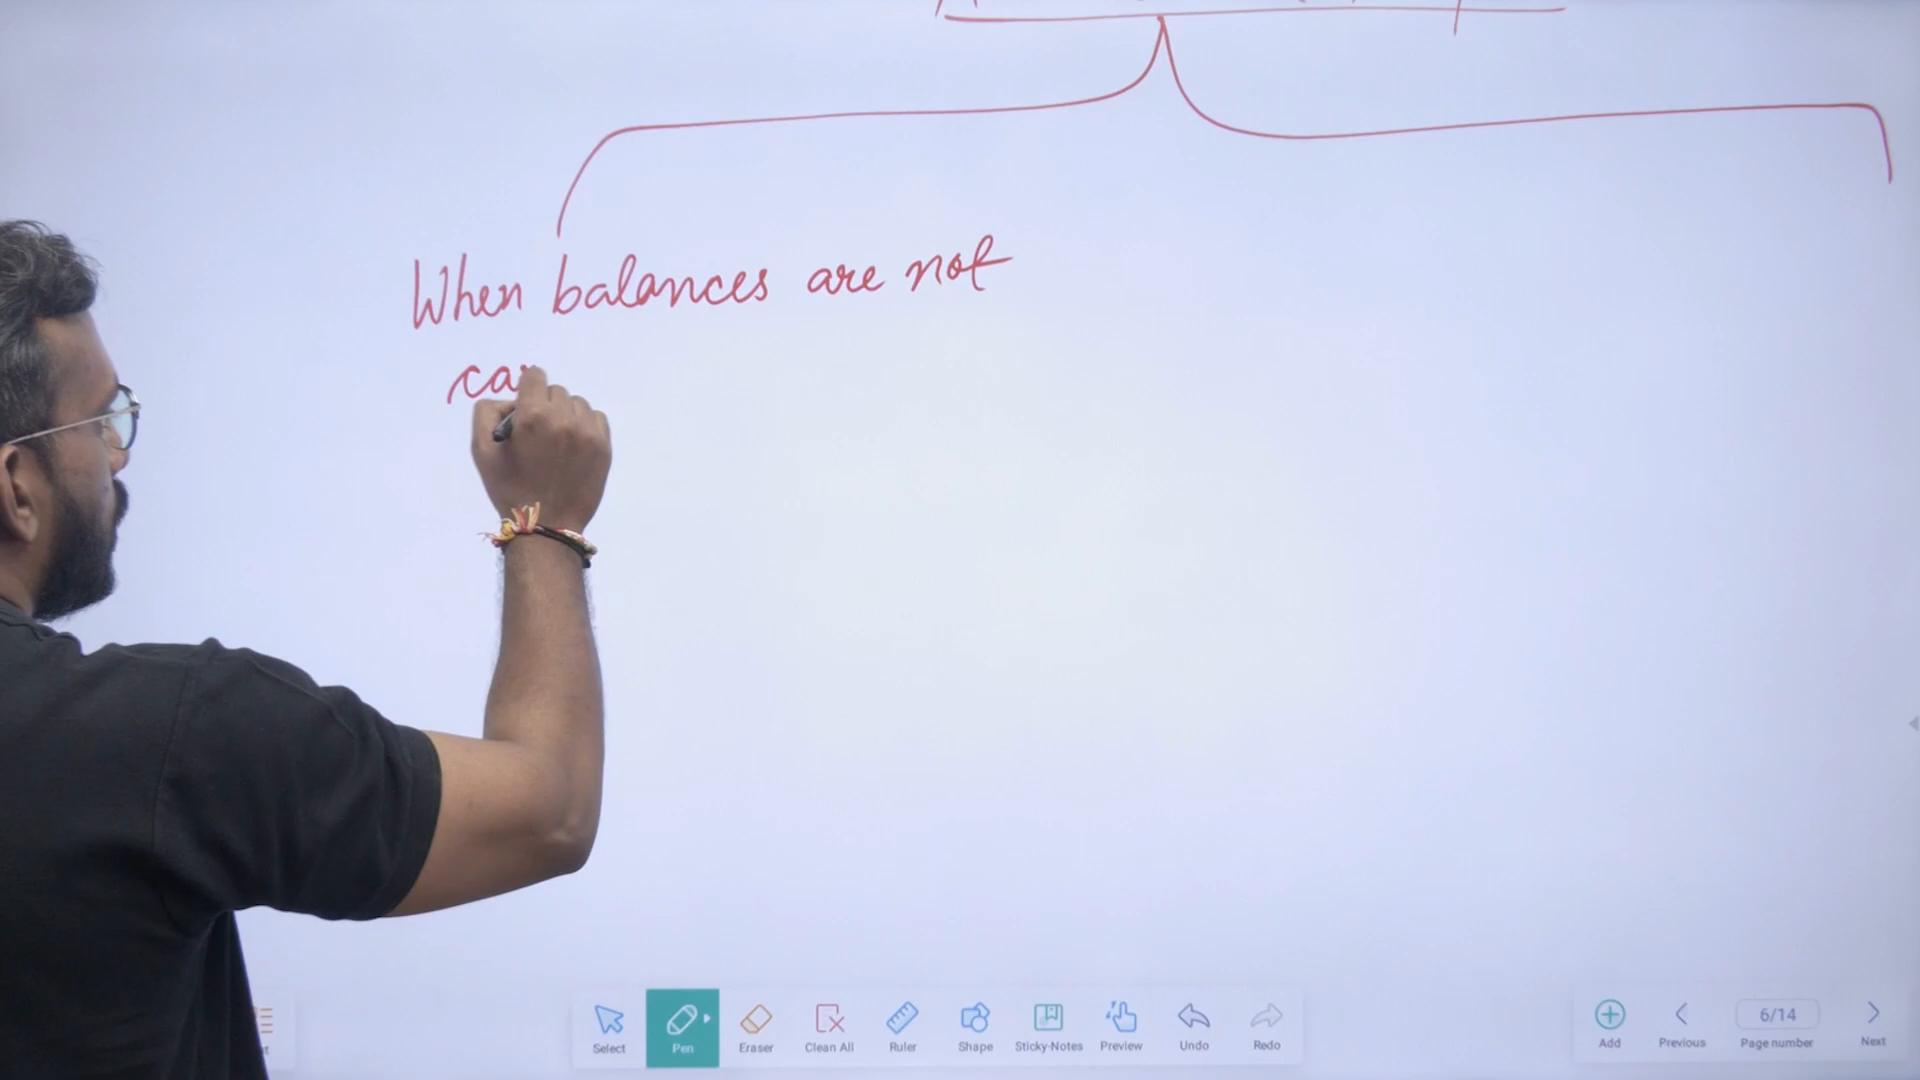 When balances are not
Select
Pen
Eraser
Clean All
Ruler
Shape
Sticky-Notes
Preview
Undo
Redo
Add
Previous
6/14
Page number
Next